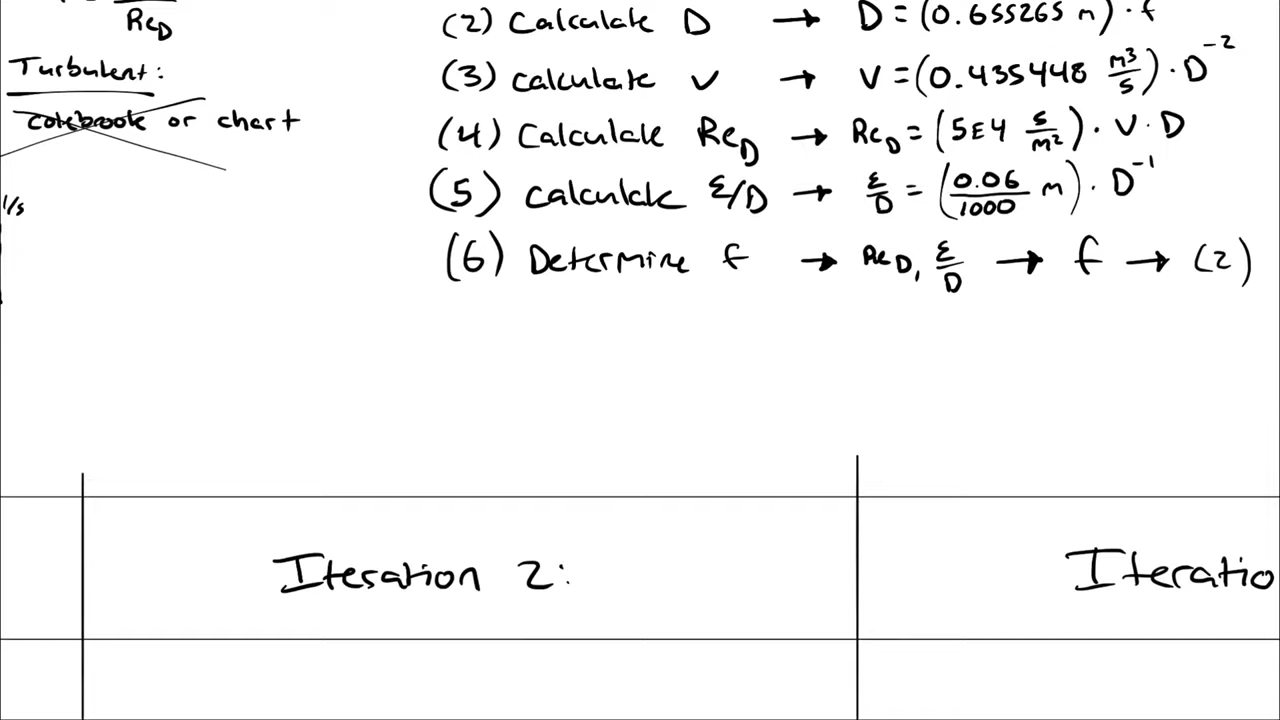 Re_D
(2) Calculate D → D = (0.655265 m) · f
Turbulent:
(3) Calculate v → V = (0.435448 m³/s) · D⁻²
colebrook or chart
(4) Calculate Re_D → Re_D = (5E4 s/m²) · V · D
(5) Calculate ε/D → ε/D = (0.06/1000 m) · D⁻¹
1/s
(6) Determine f → Re_D, ε/D → f → (2)
Iteration 2:
Iteratio